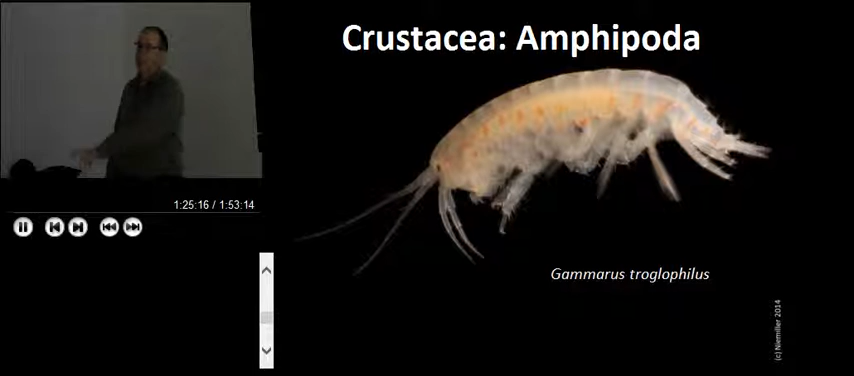 Crustacea: Amphipoda
1:25:16 / 1:53:14
Gammarus troglophilus
(c) Niemiller 2014